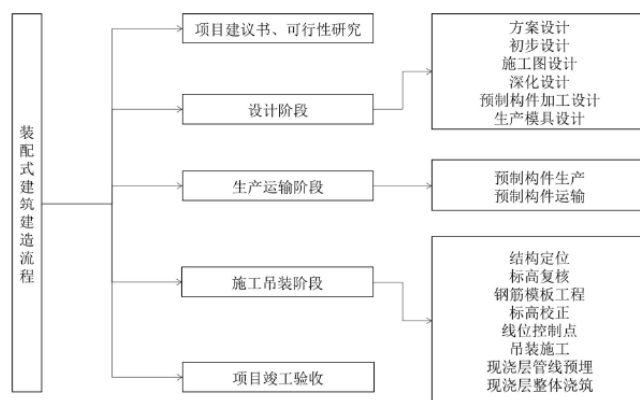 装配式建筑建造流程
项目建议书、可行性研究
设计阶段
方案设计
初步设计
施工图设计
深化设计
预制构件加工设计
生产模具设计
生产运输阶段
预制构件生产
预制构件运输
施工吊装阶段
结构定位
标高复核
钢筋模板工程
标高校正
线位控制点
吊装施工
现浇层管线预埋
现浇层整体浇筑
项目竣工验收